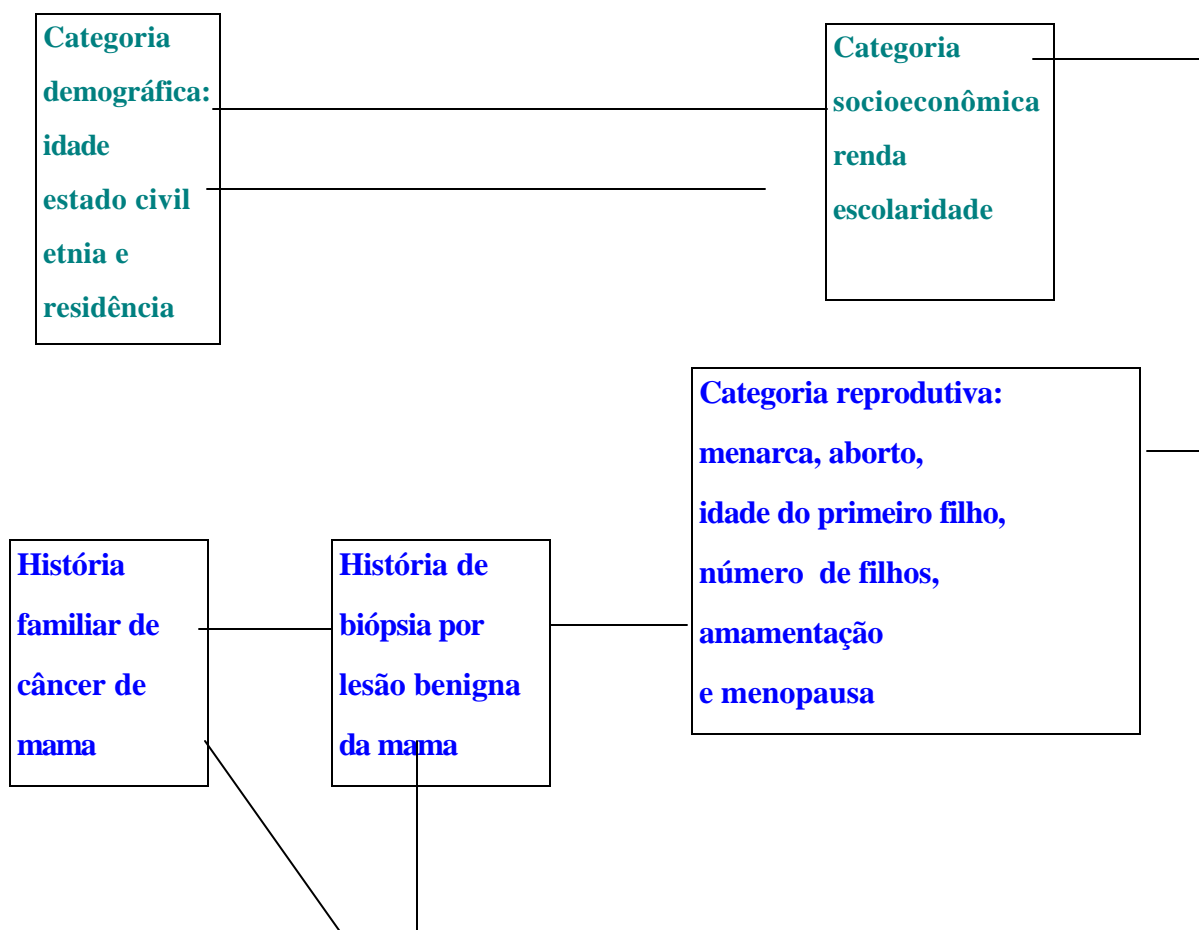 Categoria
demográfica:
idade
estado civil
etnia e
residência
Categoria
socioeconômica
renda
escolaridade
Categoria reprodutiva:
menarca, aborto,
idade do primeiro filho,
número de filhos,
amamentação
e menopausa
História
familiar de
câncer de
mama
História de
biópsia por
lesão benigna
da mama